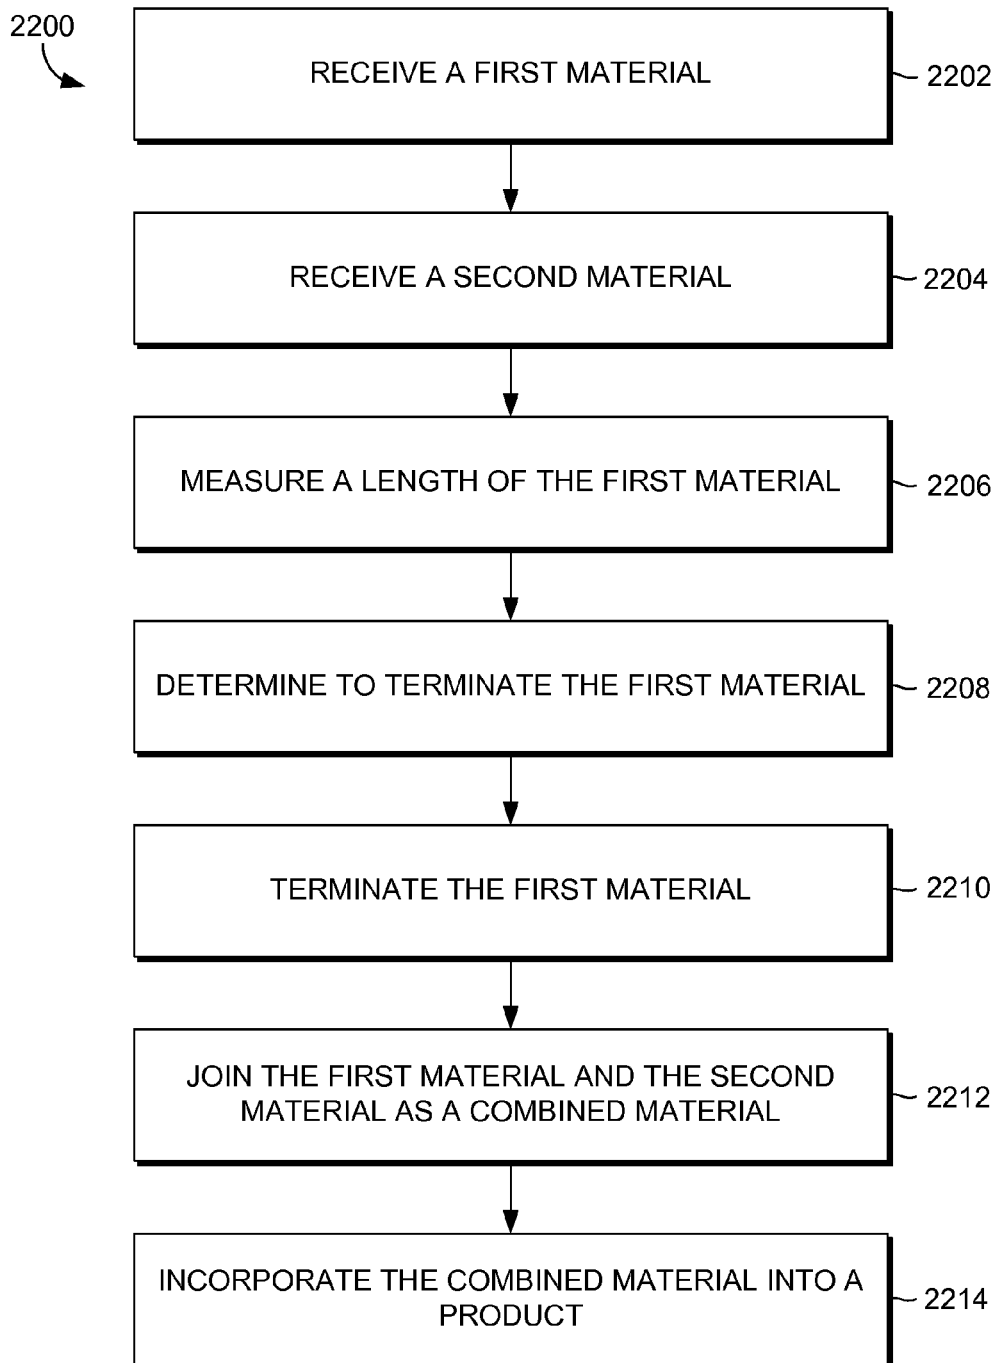 2200
RECEIVE A FIRST MATERIAL
2202
RECEIVE A SECOND MATERIAL
2204
MEASURE A LENGTH OF THE FIRST MATERIAL
2206
DETERMINE TO TERMINATE THE FIRST MATERIAL
2208
TERMINATE THE FIRST MATERIAL
2210
JOIN THE FIRST MATERIAL AND THE SECOND
MATERIAL AS A COMBINED MATERIAL
2212
INCORPORATE THE COMBINED MATERIAL INTO A
PRODUCT
2214